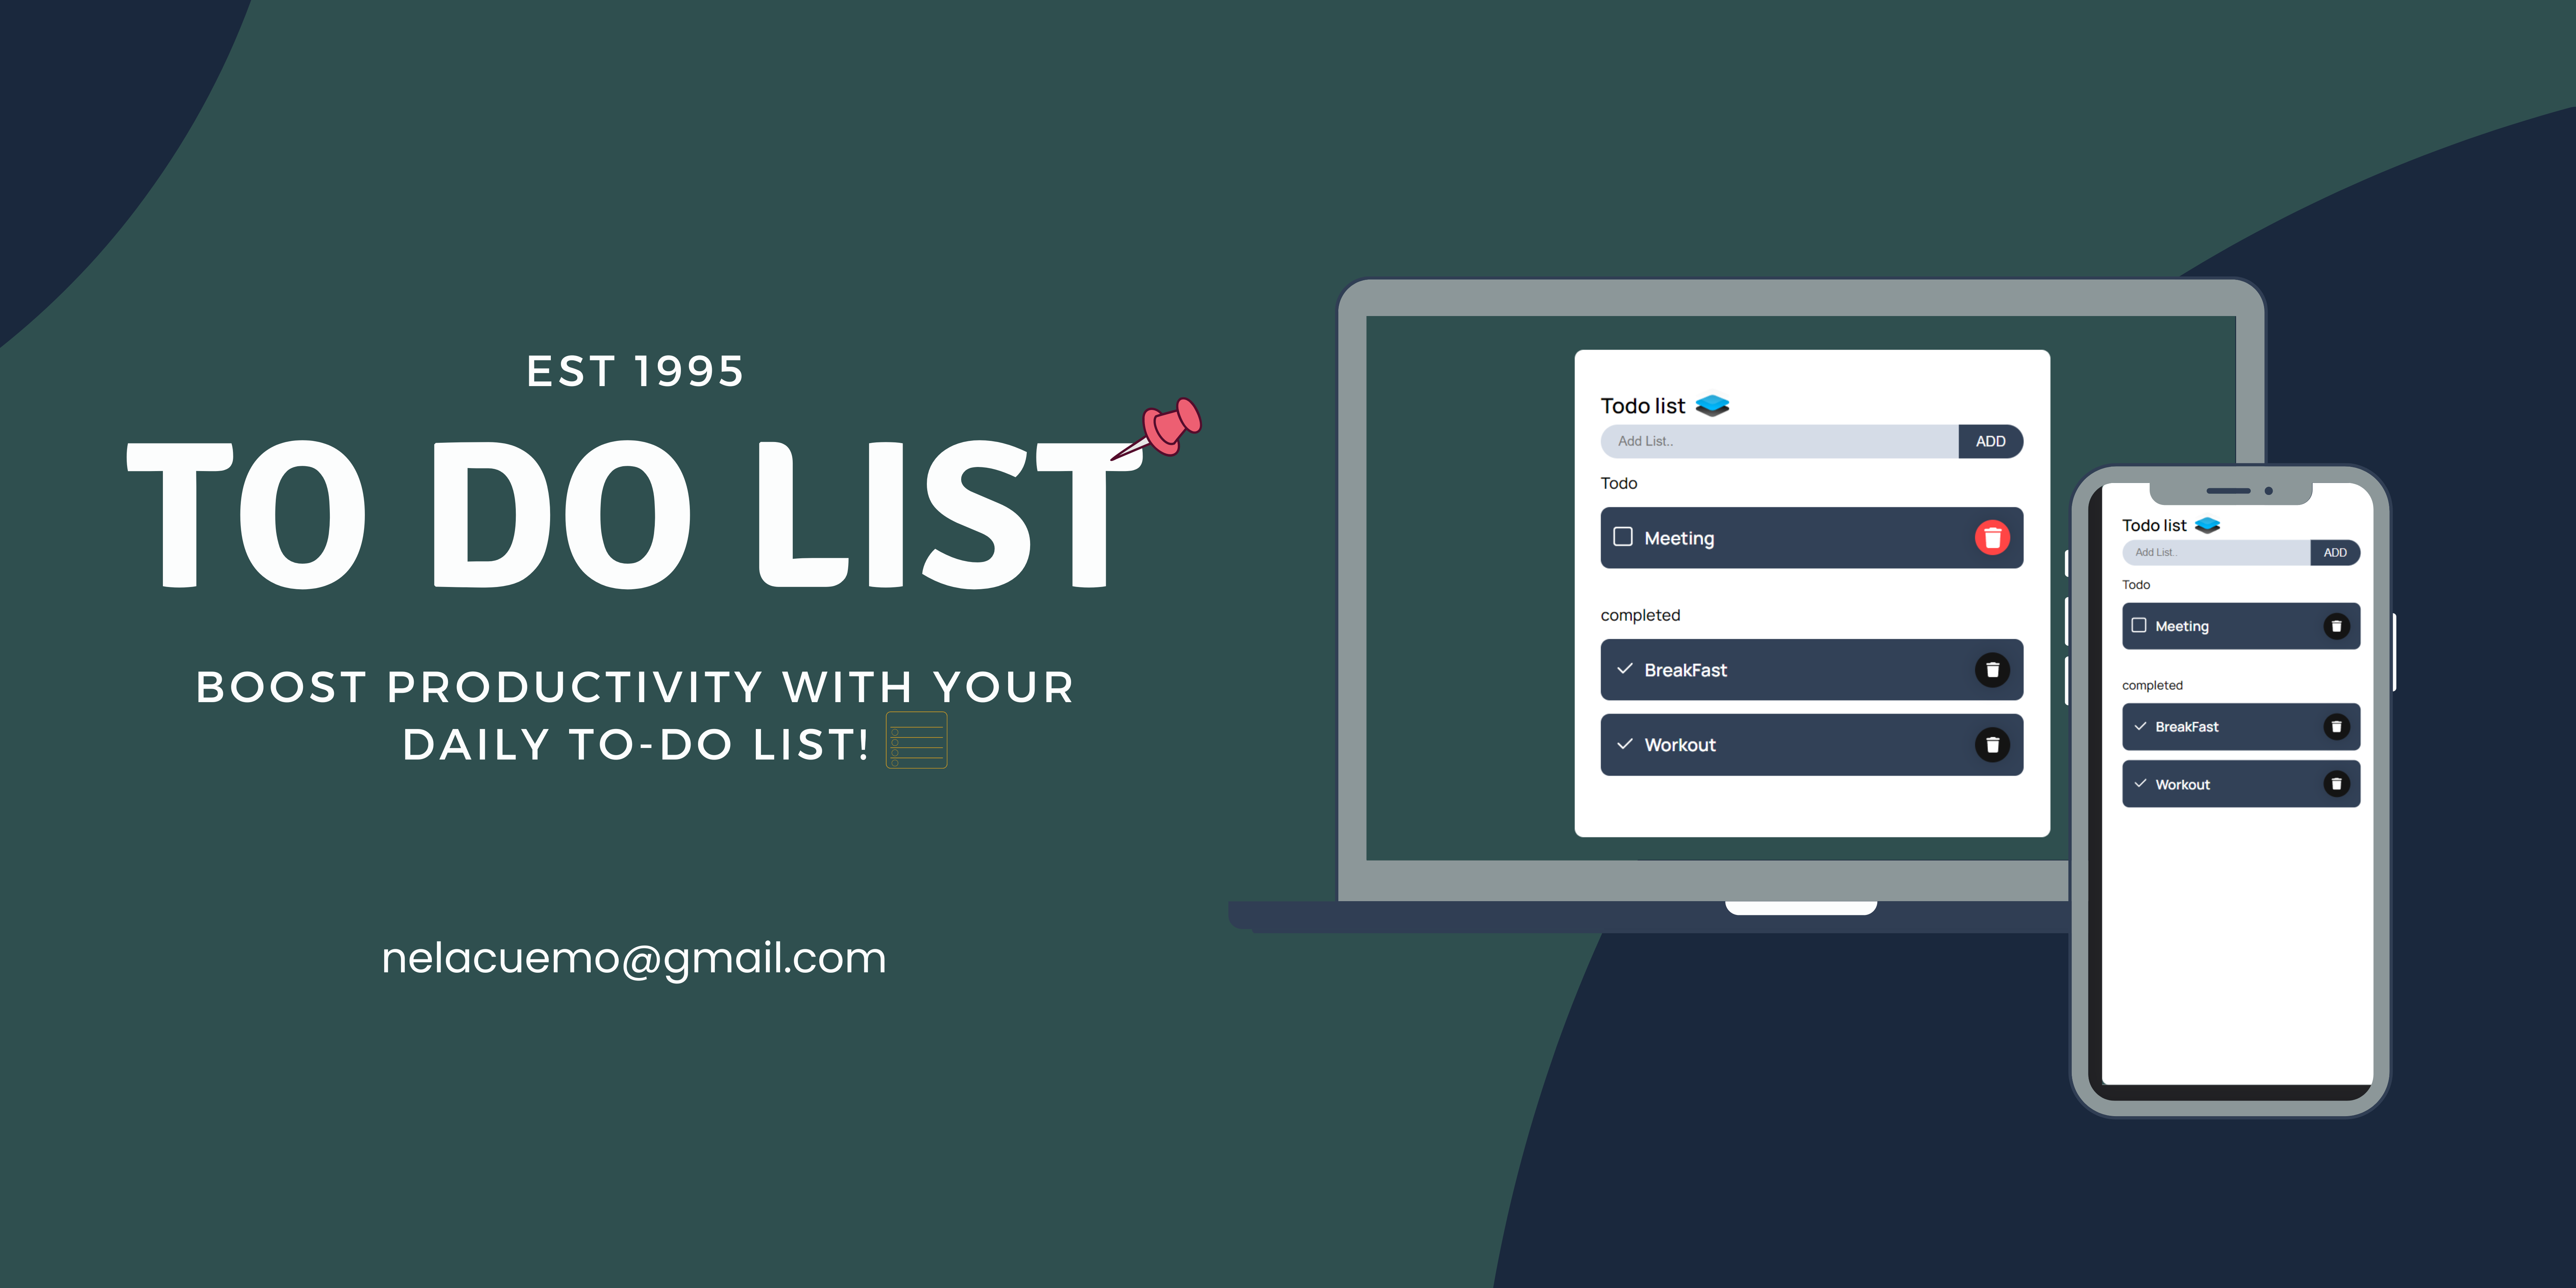 EST 1995
TO DO LIST
BOOST PRODUCTIVITY WITH YOUR
DAILY TO-DO LIST!
nelacuemo@gmail.com
Todo list
Add List..
ADD
Todo
Meeting
completed
BreakFast
Workout
Todo list
Add List..
ADD
Todo
Meeting
completed
BreakFast
Workout